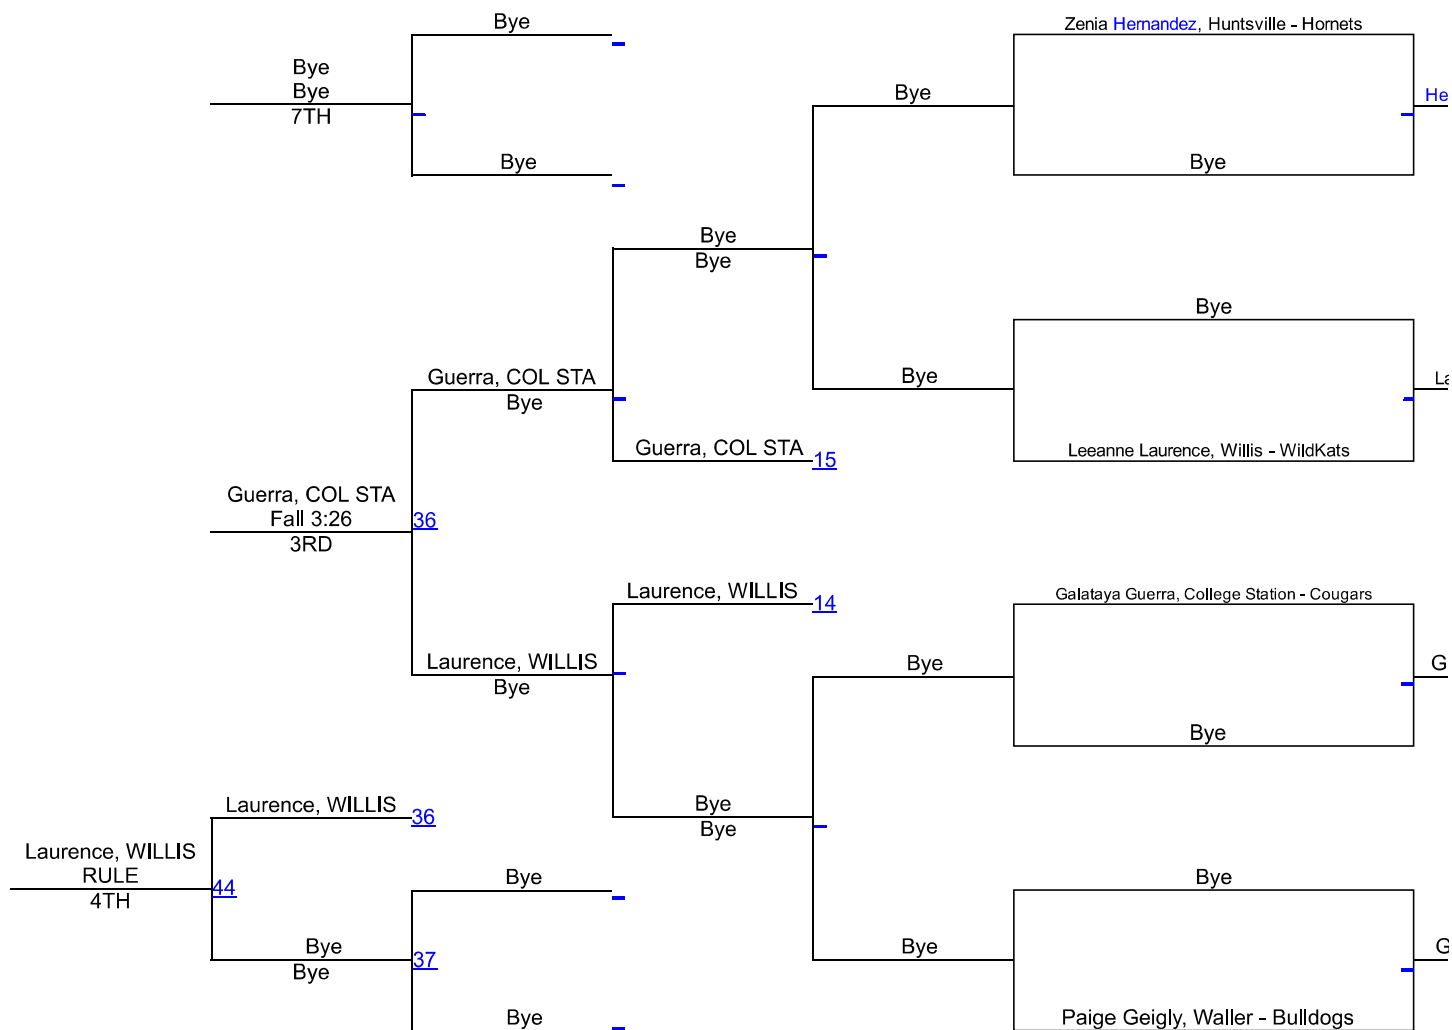 Bye
Zenia Hernandez, Huntsville - Hornets
Bye
Bye
7TH
Bye
He
Bye
Bye
Bye
Bye
Bye
Guerra, COL STA
Bye
Bye
La
Guerra, COL STA
15
Leeanne Laurence, Willis - WildKats
Guerra, COL STA
Fall 3:26
3RD
36
Laurence, WILLIS
14
Galataya Guerra, College Station - Cougars
Laurence, WILLIS
Bye
Bye
G
Bye
Laurence, WILLIS
36
Bye
Bye
Laurence, WILLIS
RULE
4TH
44
Bye
Bye
Bye
Bye
37
Bye
G
Bye
Paige Geigly, Waller - Bulldogs